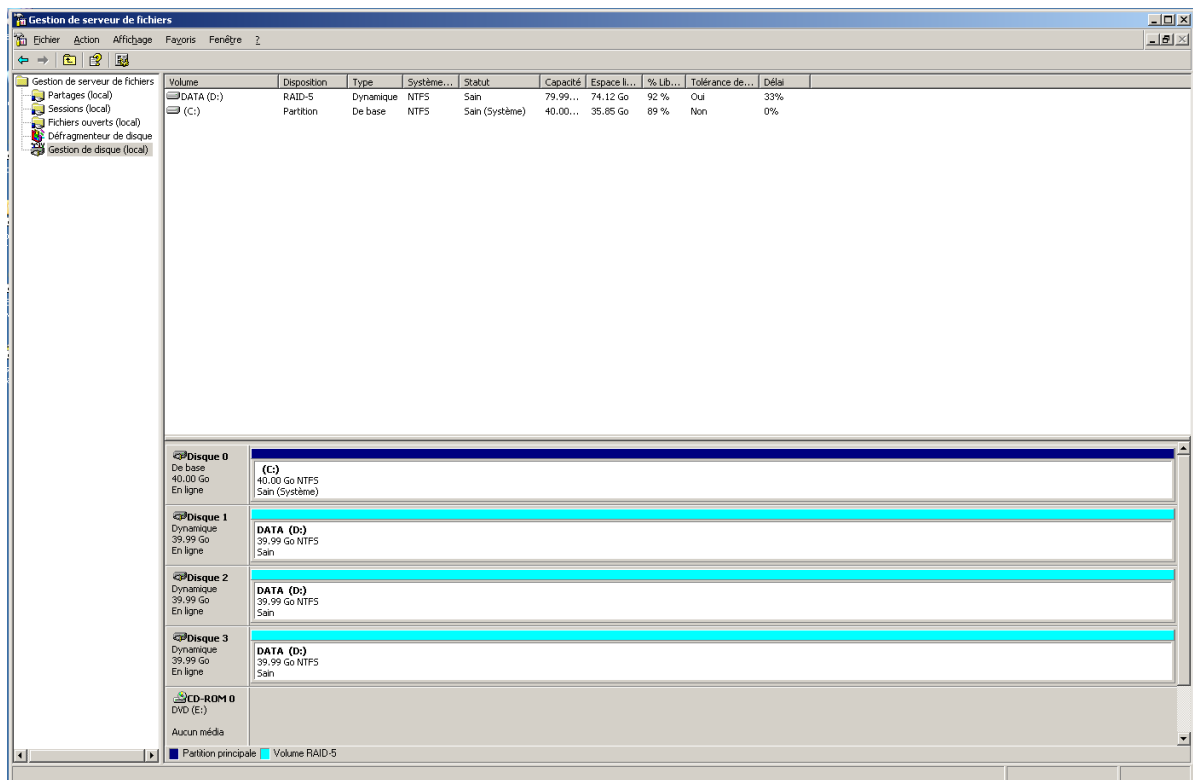 Gestion de serveur de fichiers
Fichier Action Affichage Favoris Fenêtre ?
Gestion de serveur de fichiers
Partages (local)
Sessions (local)
Fichiers ouverts (local)
Défragmenteur de disque
Gestion de disque (local)
Volume Disposition Type Système... Statut Capacité Espace li... % Lib... Tolérance de... Délai
DATA (D:) RAID-5 Dynamique NTFS Sain 79.99... 74.12 Go 92 % Oui 33%
(C:) Partition De base NTFS Sain (Système) 40.00... 35.85 Go 89 % Non 0%
Disque 0
De base
40.00 Go
En ligne
(C:)
40.00 Go NTFS
Sain (Système)
Disque 1
Dynamique
39.99 Go
En ligne
DATA (D:)
39.99 Go NTFS
Sain
Disque 2
Dynamique
39.99 Go
En ligne
DATA (D:)
39.99 Go NTFS
Sain
Disque 3
Dynamique
39.99 Go
En ligne
DATA (D:)
39.99 Go NTFS
Sain
CD-ROM 0
DVD (E:)
Aucun média
Partition principale Volume RAID-5